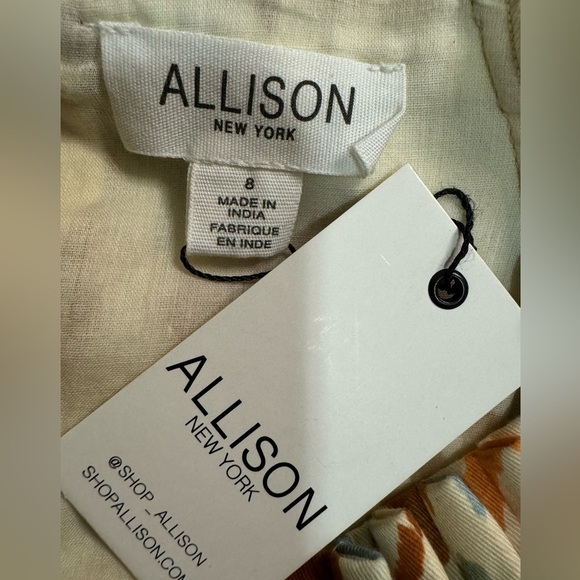 ALLISON
NEW YORK
8
MADE IN
INDIA
FABRIQUE
EN INDE
ALLISON
NEW YORK
@SHOP_ALLISON
SHOPALLISON.COM